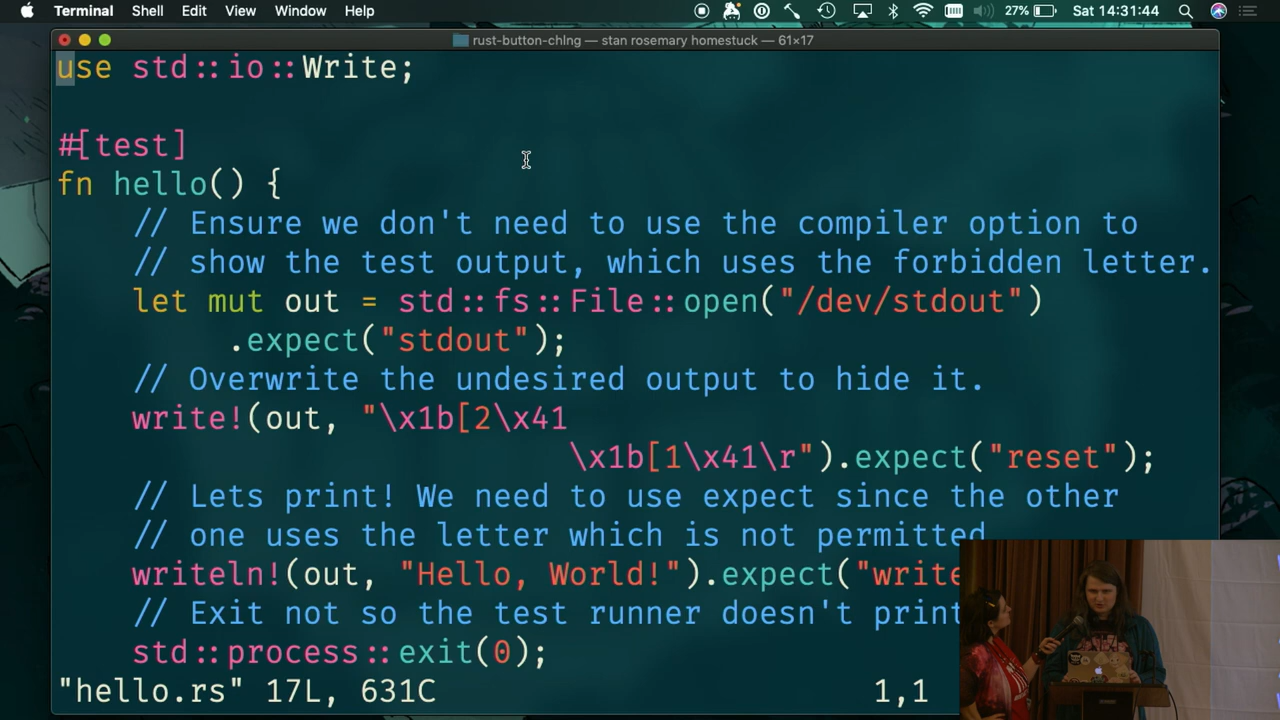 Terminal Shell Edit View Window Help 27% Sat 14:31:44
rust-button-chlng — stan rosemary homestuck — 61×17
use std::io::Write;
#[test]
fn hello() {
// Ensure we don't need to use the compiler option to
// show the test output, which uses the forbidden letter.
let mut out = std::fs::File::open("/dev/stdout")
.expect("stdout");
// Overwrite the undesired output to hide it.
write!(out, "\x1b[2\x41
\x1b[1\x41\r").expect("reset");
// Lets print! We need to use expect since the other
// one uses the letter which is not permitted
writeln!(out, "Hello, World!").expect("write
// Exit not so the test runner doesn't print
std::process::exit(0);
"hello.rs" 17L, 631C 1,1